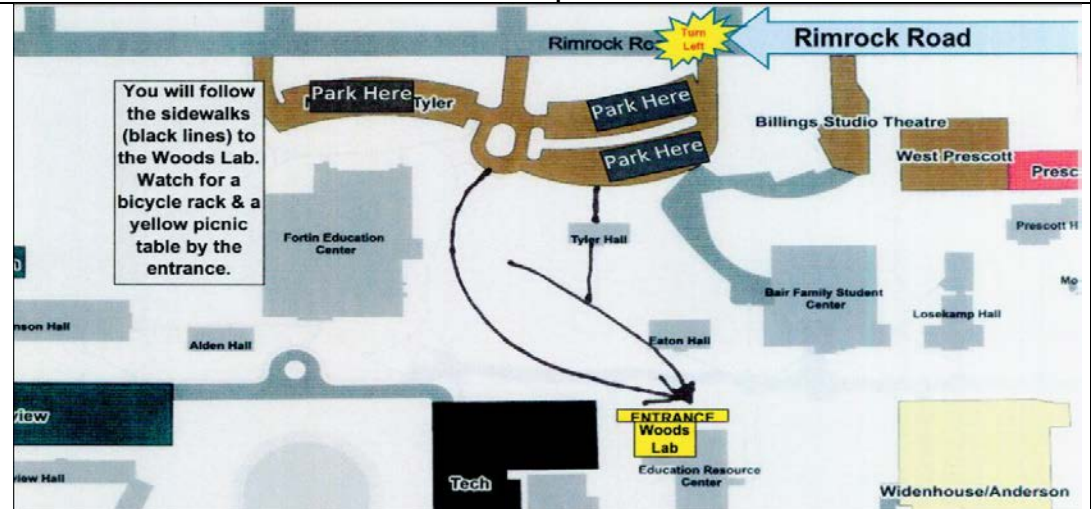 Rimrock Ro
Turn
Left
Rimrock Road
You will follow
the sidewalks
(black lines) to
the Woods Lab.
Watch for a
bicycle rack & a
yellow picnic
table by the
entrance.
Park Here
Tyler
Park Here
Park Here
Billings Studio Theatre
West Prescott
Presc
Prescott H
Fortin Education
Center
Tyler Hall
Bair Family Student
Center
Mo
Losekamp Hall
nson Hall
Alden Hall
Eaton Hall
view
ENTRANCE
Woods
Lab
Education Resource
Center
view Hall
Tech
Widenhouse/Anderson